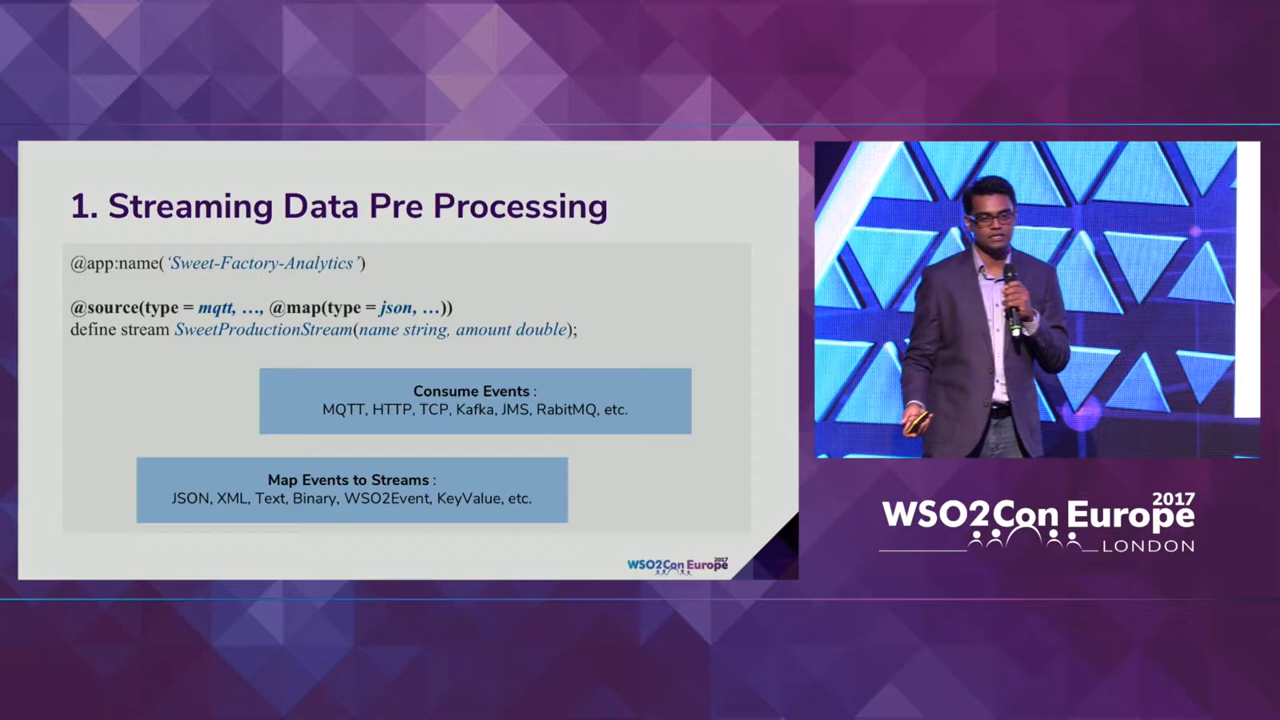 1. Streaming Data Pre Processing
@app:name(‘Sweet-Factory-Analytics’)
@source(type = mqtt, …, @map(type = json, …))
define stream SweetProductionStream(name string, amount double);
Consume Events :
MQTT, HTTP, TCP, Kafka, JMS, RabitMQ, etc.
Map Events to Streams :
JSON, XML, Text, Binary, WSO2Event, KeyValue, etc.
WSO2Con Europe 2017
2017
WSO2Con Europe
LONDON